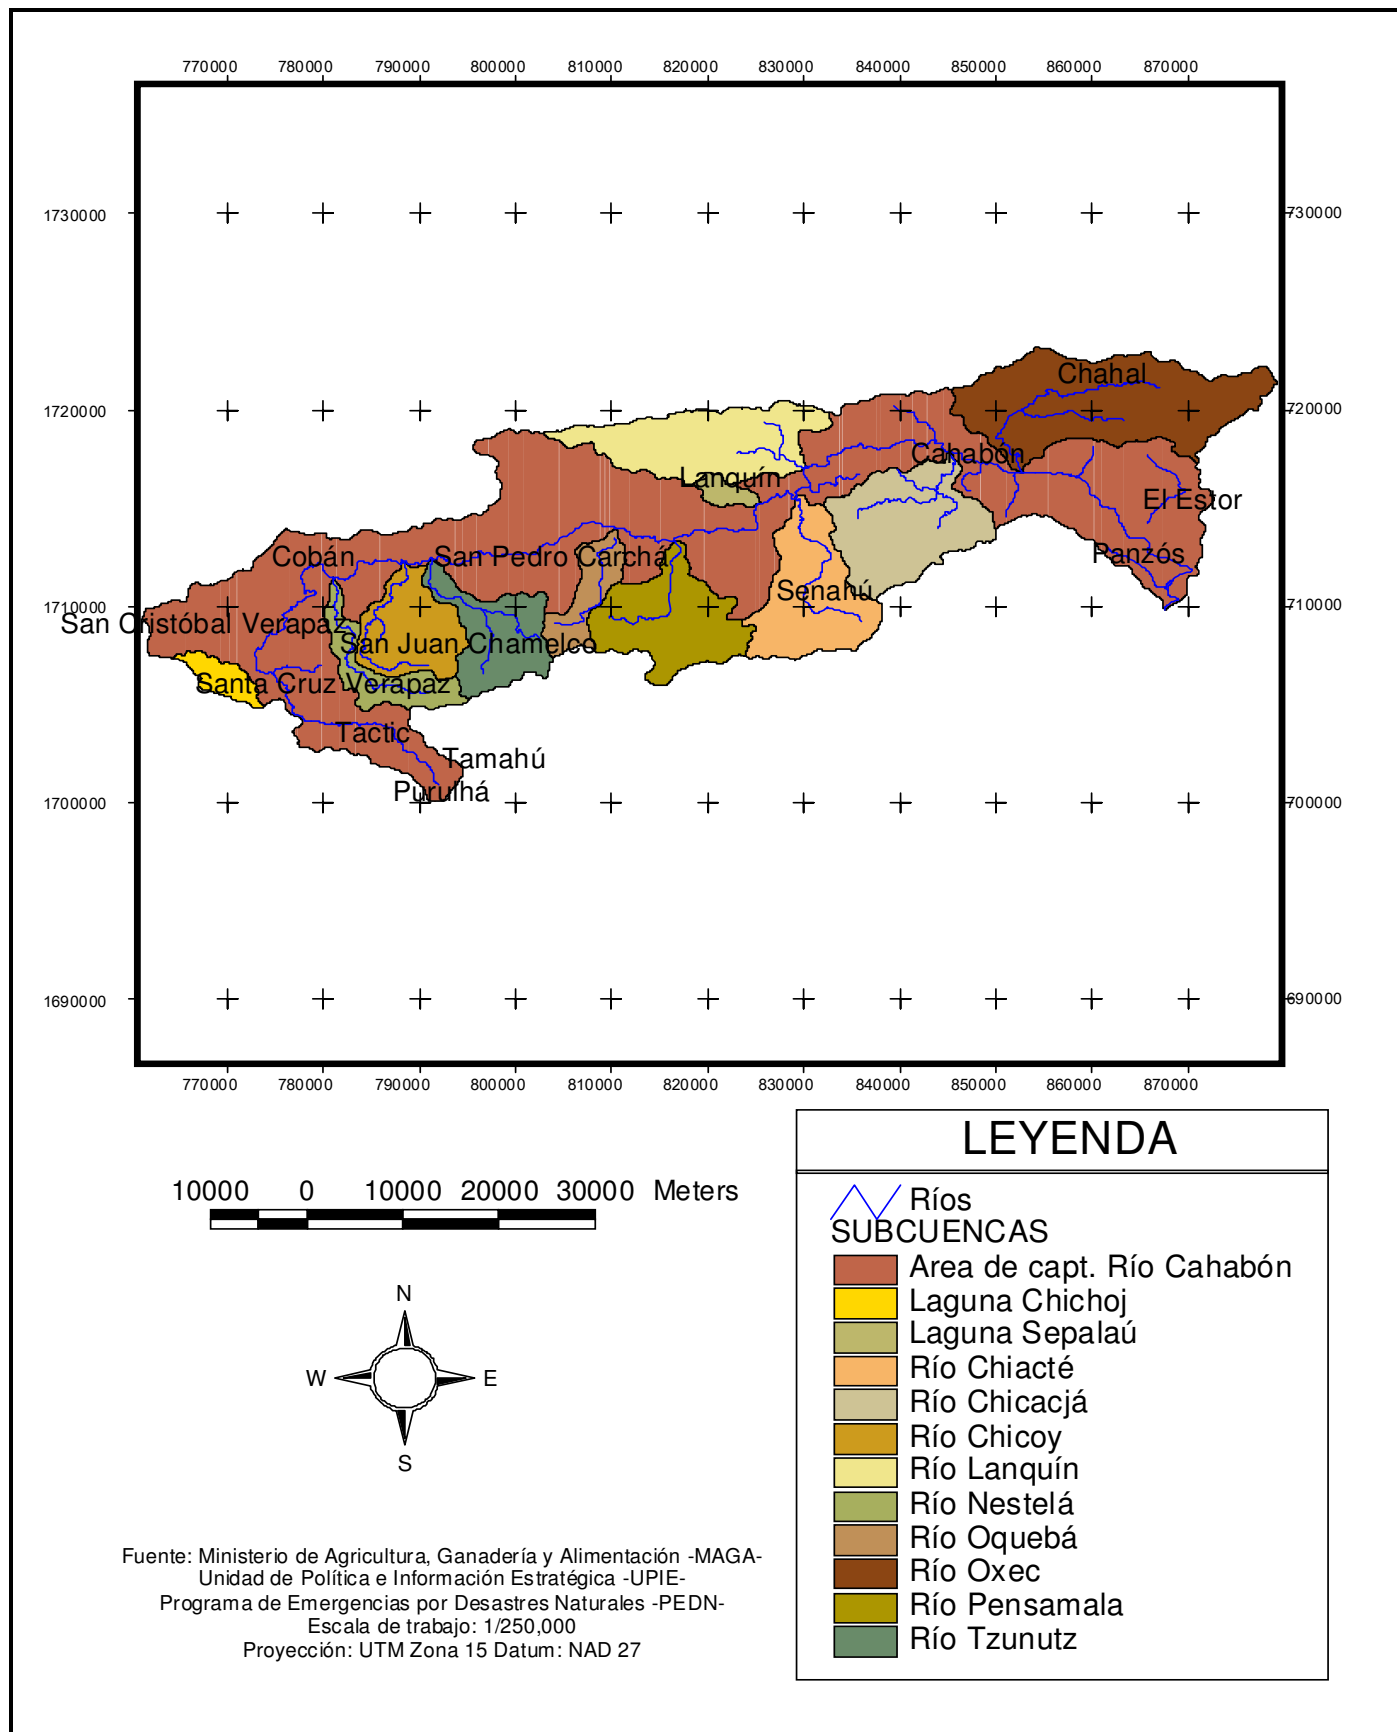 770000 780000 790000 800000 810000 820000 830000 840000 850000 860000 870000
1730000 730000
1720000 720000
Chahal
Cahabón
Lanquín
El Estor
Cobán San Pedro Carchá Panzós
Senahú
1710000 710000
San Cristóbal Verapaz
San Juan Chamelco
Santa Cruz Verapaz
Tactic
Tamahú
Purulhá
1700000 700000
1690000 690000
770000 780000 790000 800000 810000 820000 830000 840000 850000 860000 870000
10000 0 10000 20000 30000 Meters
N
W E
S
Fuente: Ministerio de Agricultura, Ganadería y Alimentación -MAGA-
Unidad de Política e Información Estratégica -UPIE-
Programa de Emergencias por Desastres Naturales -PEDN-
Escala de trabajo: 1/250,000
Proyección: UTM Zona 15 Datum: NAD 27
LEYENDA
Ríos
SUBCUENCAS
Area de capt. Río Cahabón
Laguna Chichoj
Laguna Sepalaú
Río Chiacté
Río Chicacjá
Río Chicoy
Río Lanquín
Río Nestelá
Río Oquebá
Río Oxec
Río Pensamala
Río Tzunutz